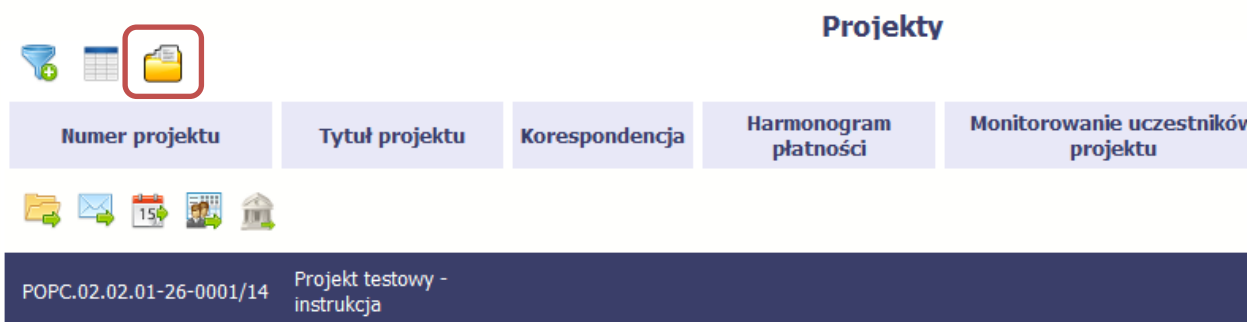 Projekty
Numer projektu
Tytuł projektu
Korespondencja
Harmonogram
płatności
Monitorowanie uczestników
projektu
15
POPC.02.02.01-26-0001/14
Projekt testowy -
instrukcja